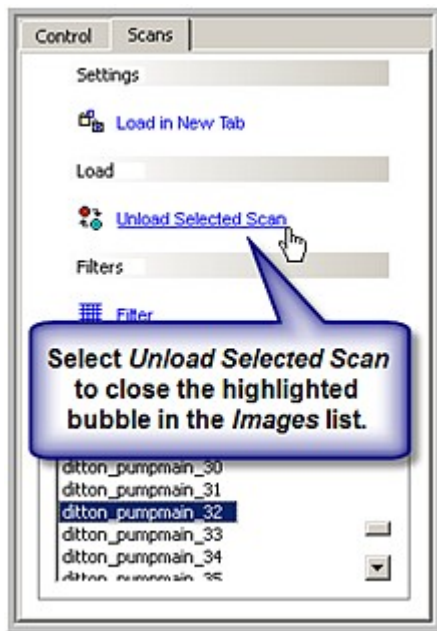 Control Scans
Settings
Load in New Tab
Load
Unload Selected Scan
Filters
Filter
Select Unload Selected Scan
to close the highlighted
bubble in the Images list.
ditton_pumpmain_30
ditton_pumpmain_31
ditton_pumpmain_32
ditton_pumpmain_33
ditton_pumpmain_34
ditton_pumpmain_35